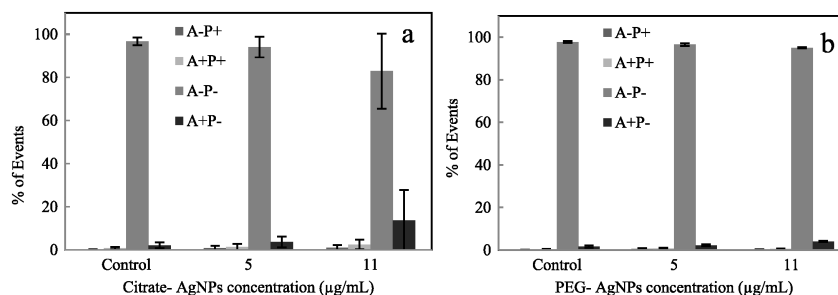 a
A-P+
A+P+
A-P-
A+P-
% of Events
100
80
60
40
20
0
Control
5
11
Citrate- AgNPs concentration (µg/mL)
b
A-P+
A+P+
A-P-
A+P-
% of Events
100
80
60
40
20
0
Control
5
11
PEG- AgNPs concentration (µg/mL)